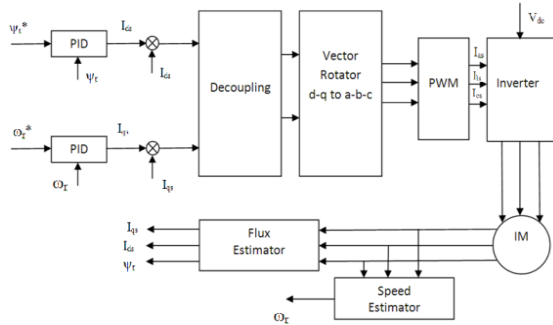 ψr*
PID
Ids
ψr
Ids
ωr*
PID
Iqs
ωr
Iqs
Decoupling
Vector
Rotator
d-q to a-b-c
PWM
Ias
Ibs
Ics
Vdc
Inverter
IM
Iqs
Ids
ψr
Flux
Estimator
Speed
Estimator
ωr